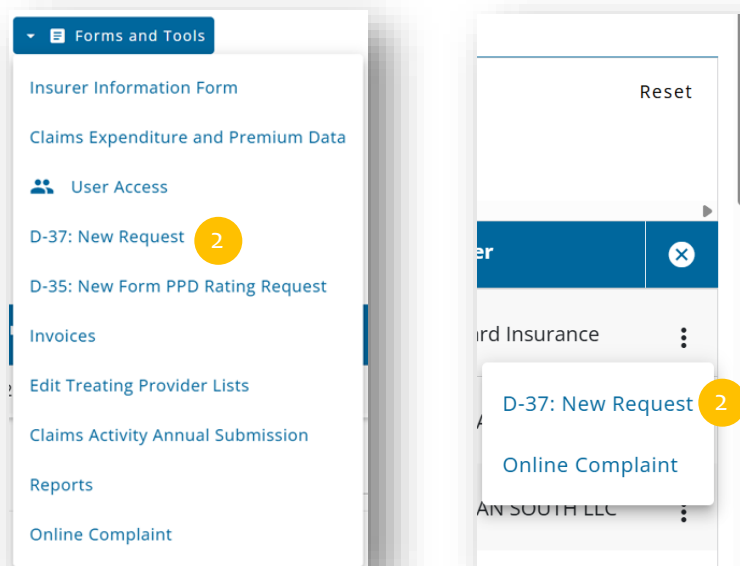 Forms and Tools
Insurer Information Form
Claims Expenditure and Premium Data
User Access
D-37: New Request 2
D-35: New Form PPD Rating Request
Invoices
Edit Treating Provider Lists
Claims Activity Annual Submission
Reports
Online Complaint
Reset
er
rd Insurance
D-37: New Request 2
Online Complaint
AN SOUTH LLC